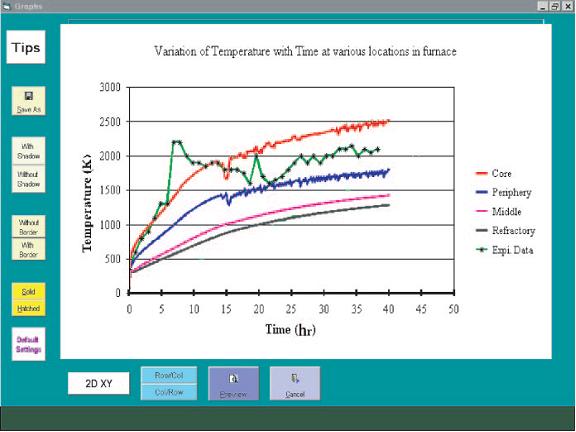 Graphs
Tips
Save As
With
Shadow
Without
Shadow
Without
Border
With
Border
Solid
Hatched
Default
Settings
Variation of Temperature with Time at various locations in furnace
3000
2500
2000
1500
1000
500
0
Temperature (K)
0 5 10 15 20 25 30 35 40 45 50
Time (hr)
Core
Periphery
Middle
Refractory
Expi. Data
2D XY
Row/Col
Col/Row
Preview
Cancel